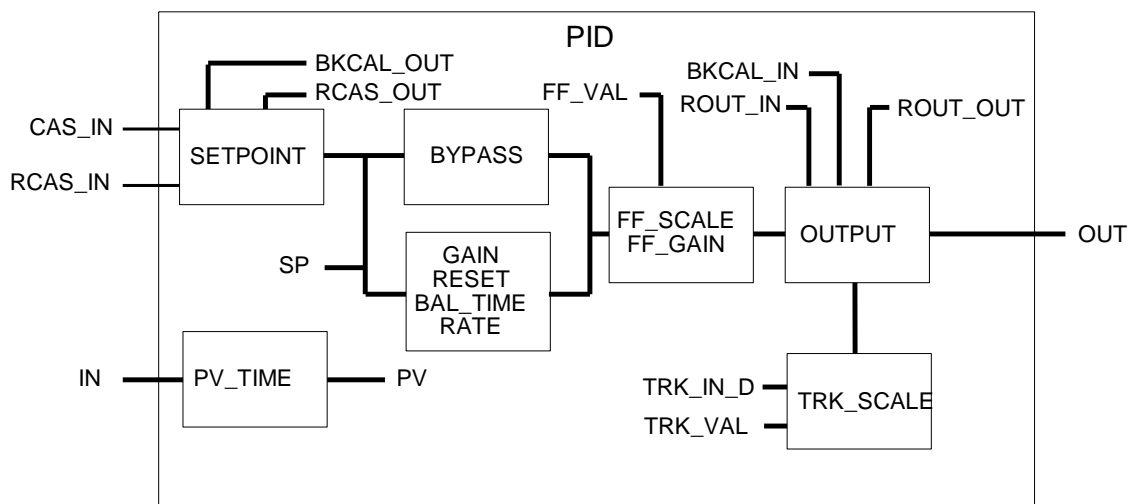 PID
BKCAL_OUT
RCAS_OUT
FF_VAL
BKCAL_IN
ROUT_IN
ROUT_OUT
CAS_IN
RCAS_IN
SETPOINT
BYPASS
FF_SCALE
FF_GAIN
OUTPUT
OUT
SP
GAIN
RESET
BAL_TIME
RATE
IN
PV_TIME
PV
TRK_IN_D
TRK_VAL
TRK_SCALE